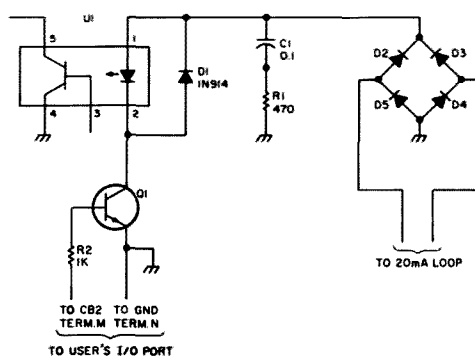 U1
5
1
4
3
2
D1
1N914
C1
0.1
R1
470
D2
D3
D5
D4
Q1
R2
1K
TO 20mA LOOP
TO CB2
TERM.M
TO GND
TERM.N
TO USER'S I/O PORT